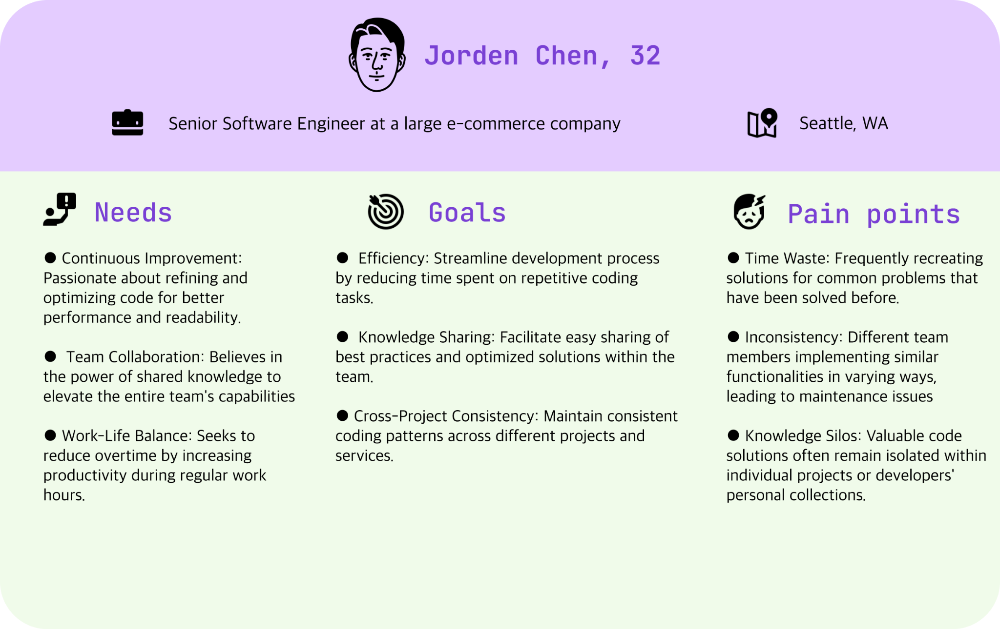 Jorden Chen, 32
Senior Software Engineer at a large e-commerce company
Seattle, WA
Needs
● Continuous Improvement:
Passionate about refining and
optimizing code for better
performance and readability.
● Team Collaboration: Believes in
the power of shared knowledge to
elevate the entire team's capabilities
● Work-Life Balance: Seeks to
reduce overtime by increasing
productivity during regular work
hours.
Goals
● Efficiency: Streamline development process
by reducing time spent on repetitive coding
tasks.
● Knowledge Sharing: Facilitate easy sharing of
best practices and optimized solutions within the
team.
● Cross-Project Consistency: Maintain consistent
coding patterns across different projects and
services.
Pain points
● Time Waste: Frequently recreating
solutions for common problems that
have been solved before.
● Inconsistency: Different team
members implementing similar
functionalities in varying ways,
leading to maintenance issues
● Knowledge Silos: Valuable code
solutions often remain isolated within
individual projects or developers'
personal collections.